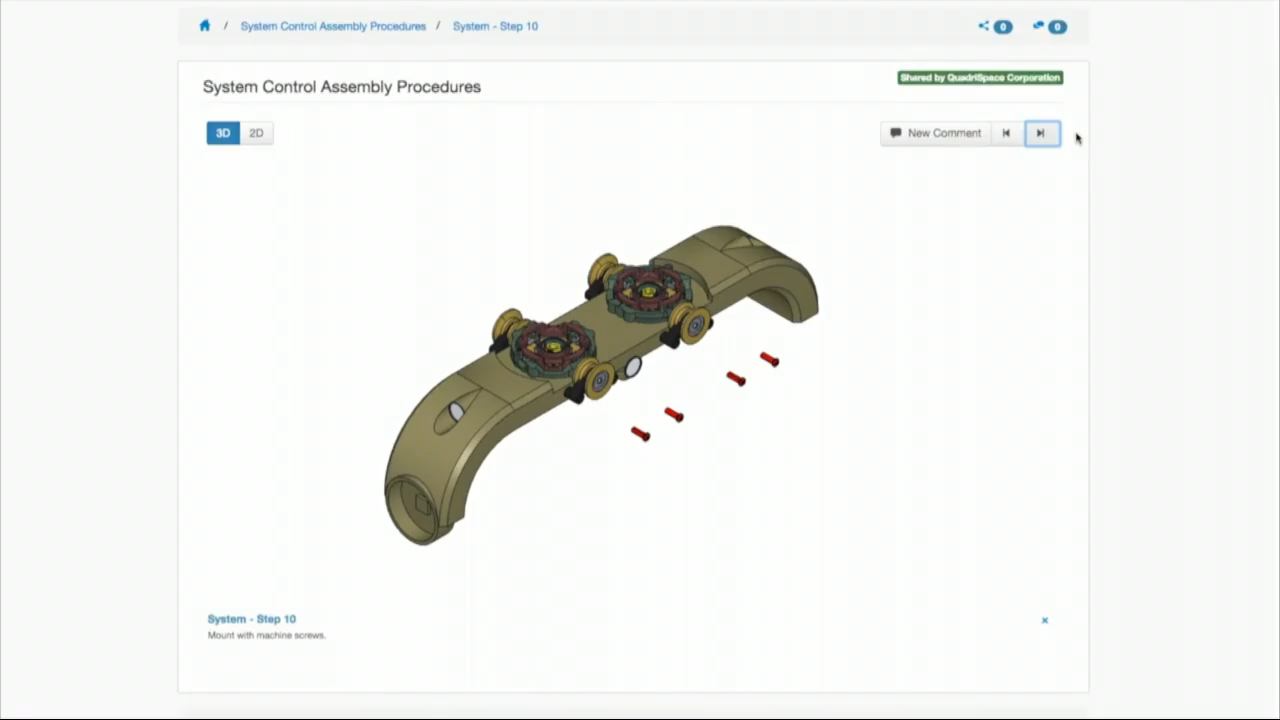 / System Control Assembly Procedures / System - Step 10
0 0
Shared by QuadriSpace Corporation
System Control Assembly Procedures
3D 2D
New Comment
System - Step 10
Mount with machine screws.